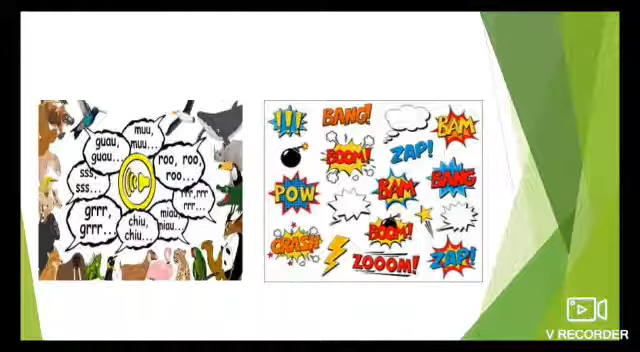 muu,
muu...
guau,
guau...
roo, roo,
roo...
sss,
sss...
rrr,rrr
rrr...
grrr,
grrr...
miau,
miau...
chiu,
chiu...
!!!
BANG!
BAM
BOOM!
ZAP!
BANG
POW
BAM
BOOM!
CRASH
ZOOOM!
ZAP!
V RECORDER